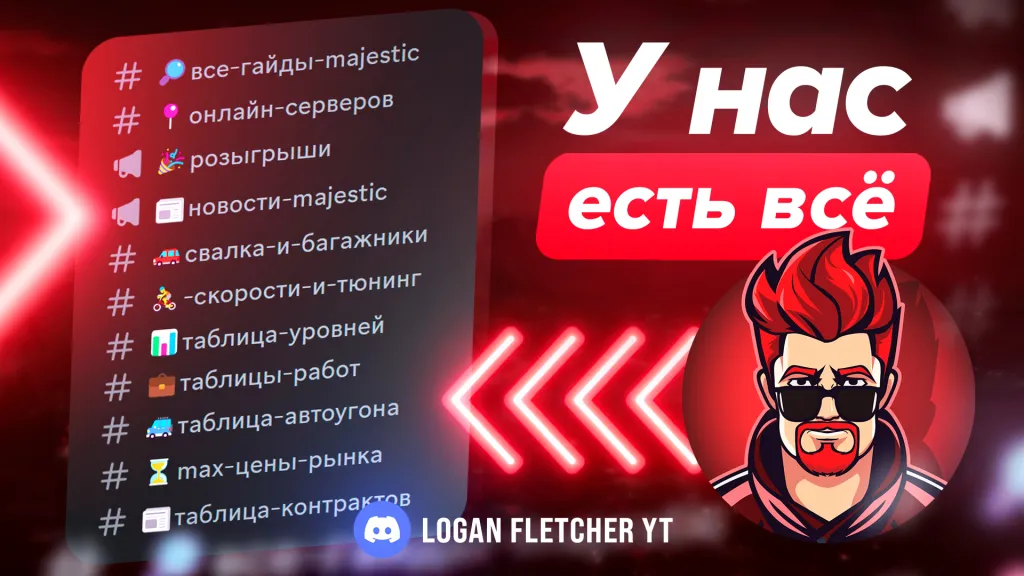 # 🔎все-гайды-majestic
# 📍онлайн-серверов
🎉розыгрыши
📰новости-majestic
# 🚗свалка-и-багажники
# 🚴-скорости-и-тюнинг
# 📊таблица-уровней
# 💼таблицы-работ
# 🚙таблица-автоугона
# ⏳max-цены-рынка
# 📰таблица-контрактов
У нас
есть всё
LOGAN FLETCHER YT